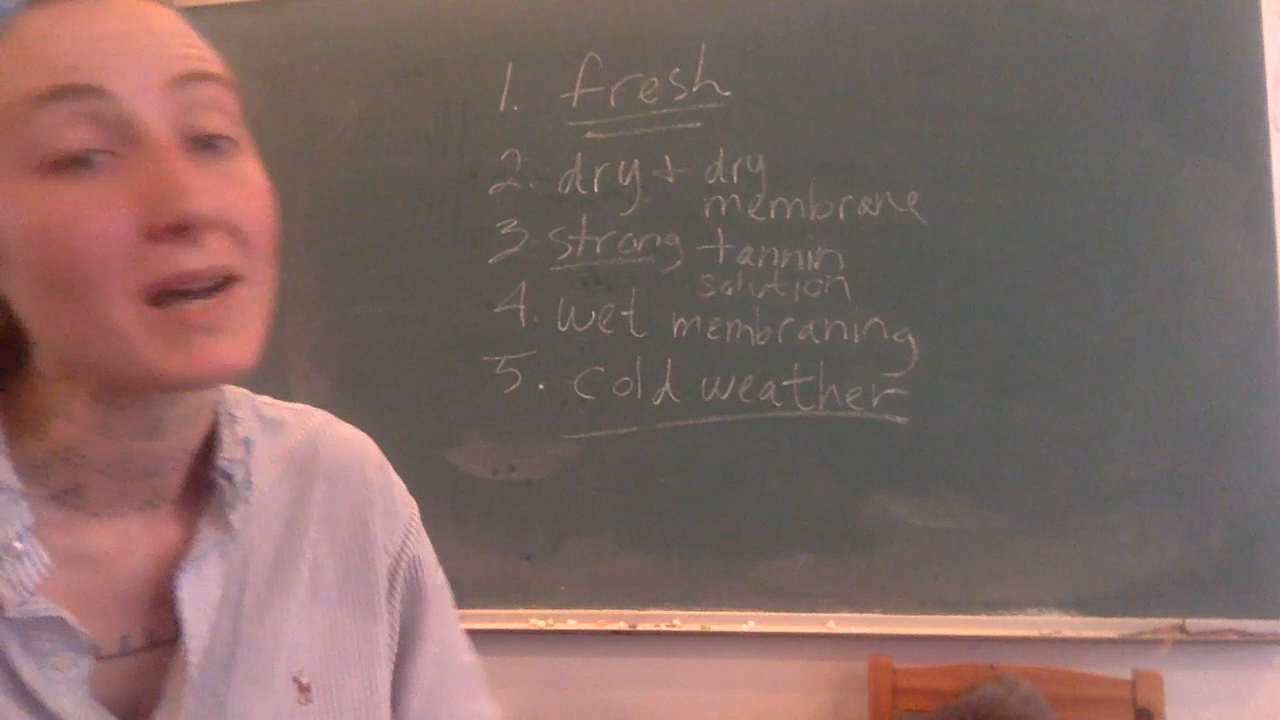 1. fresh
2. dry + dry
membrane
3. strong tannin
solution
4. wet membraning
5. cold weather